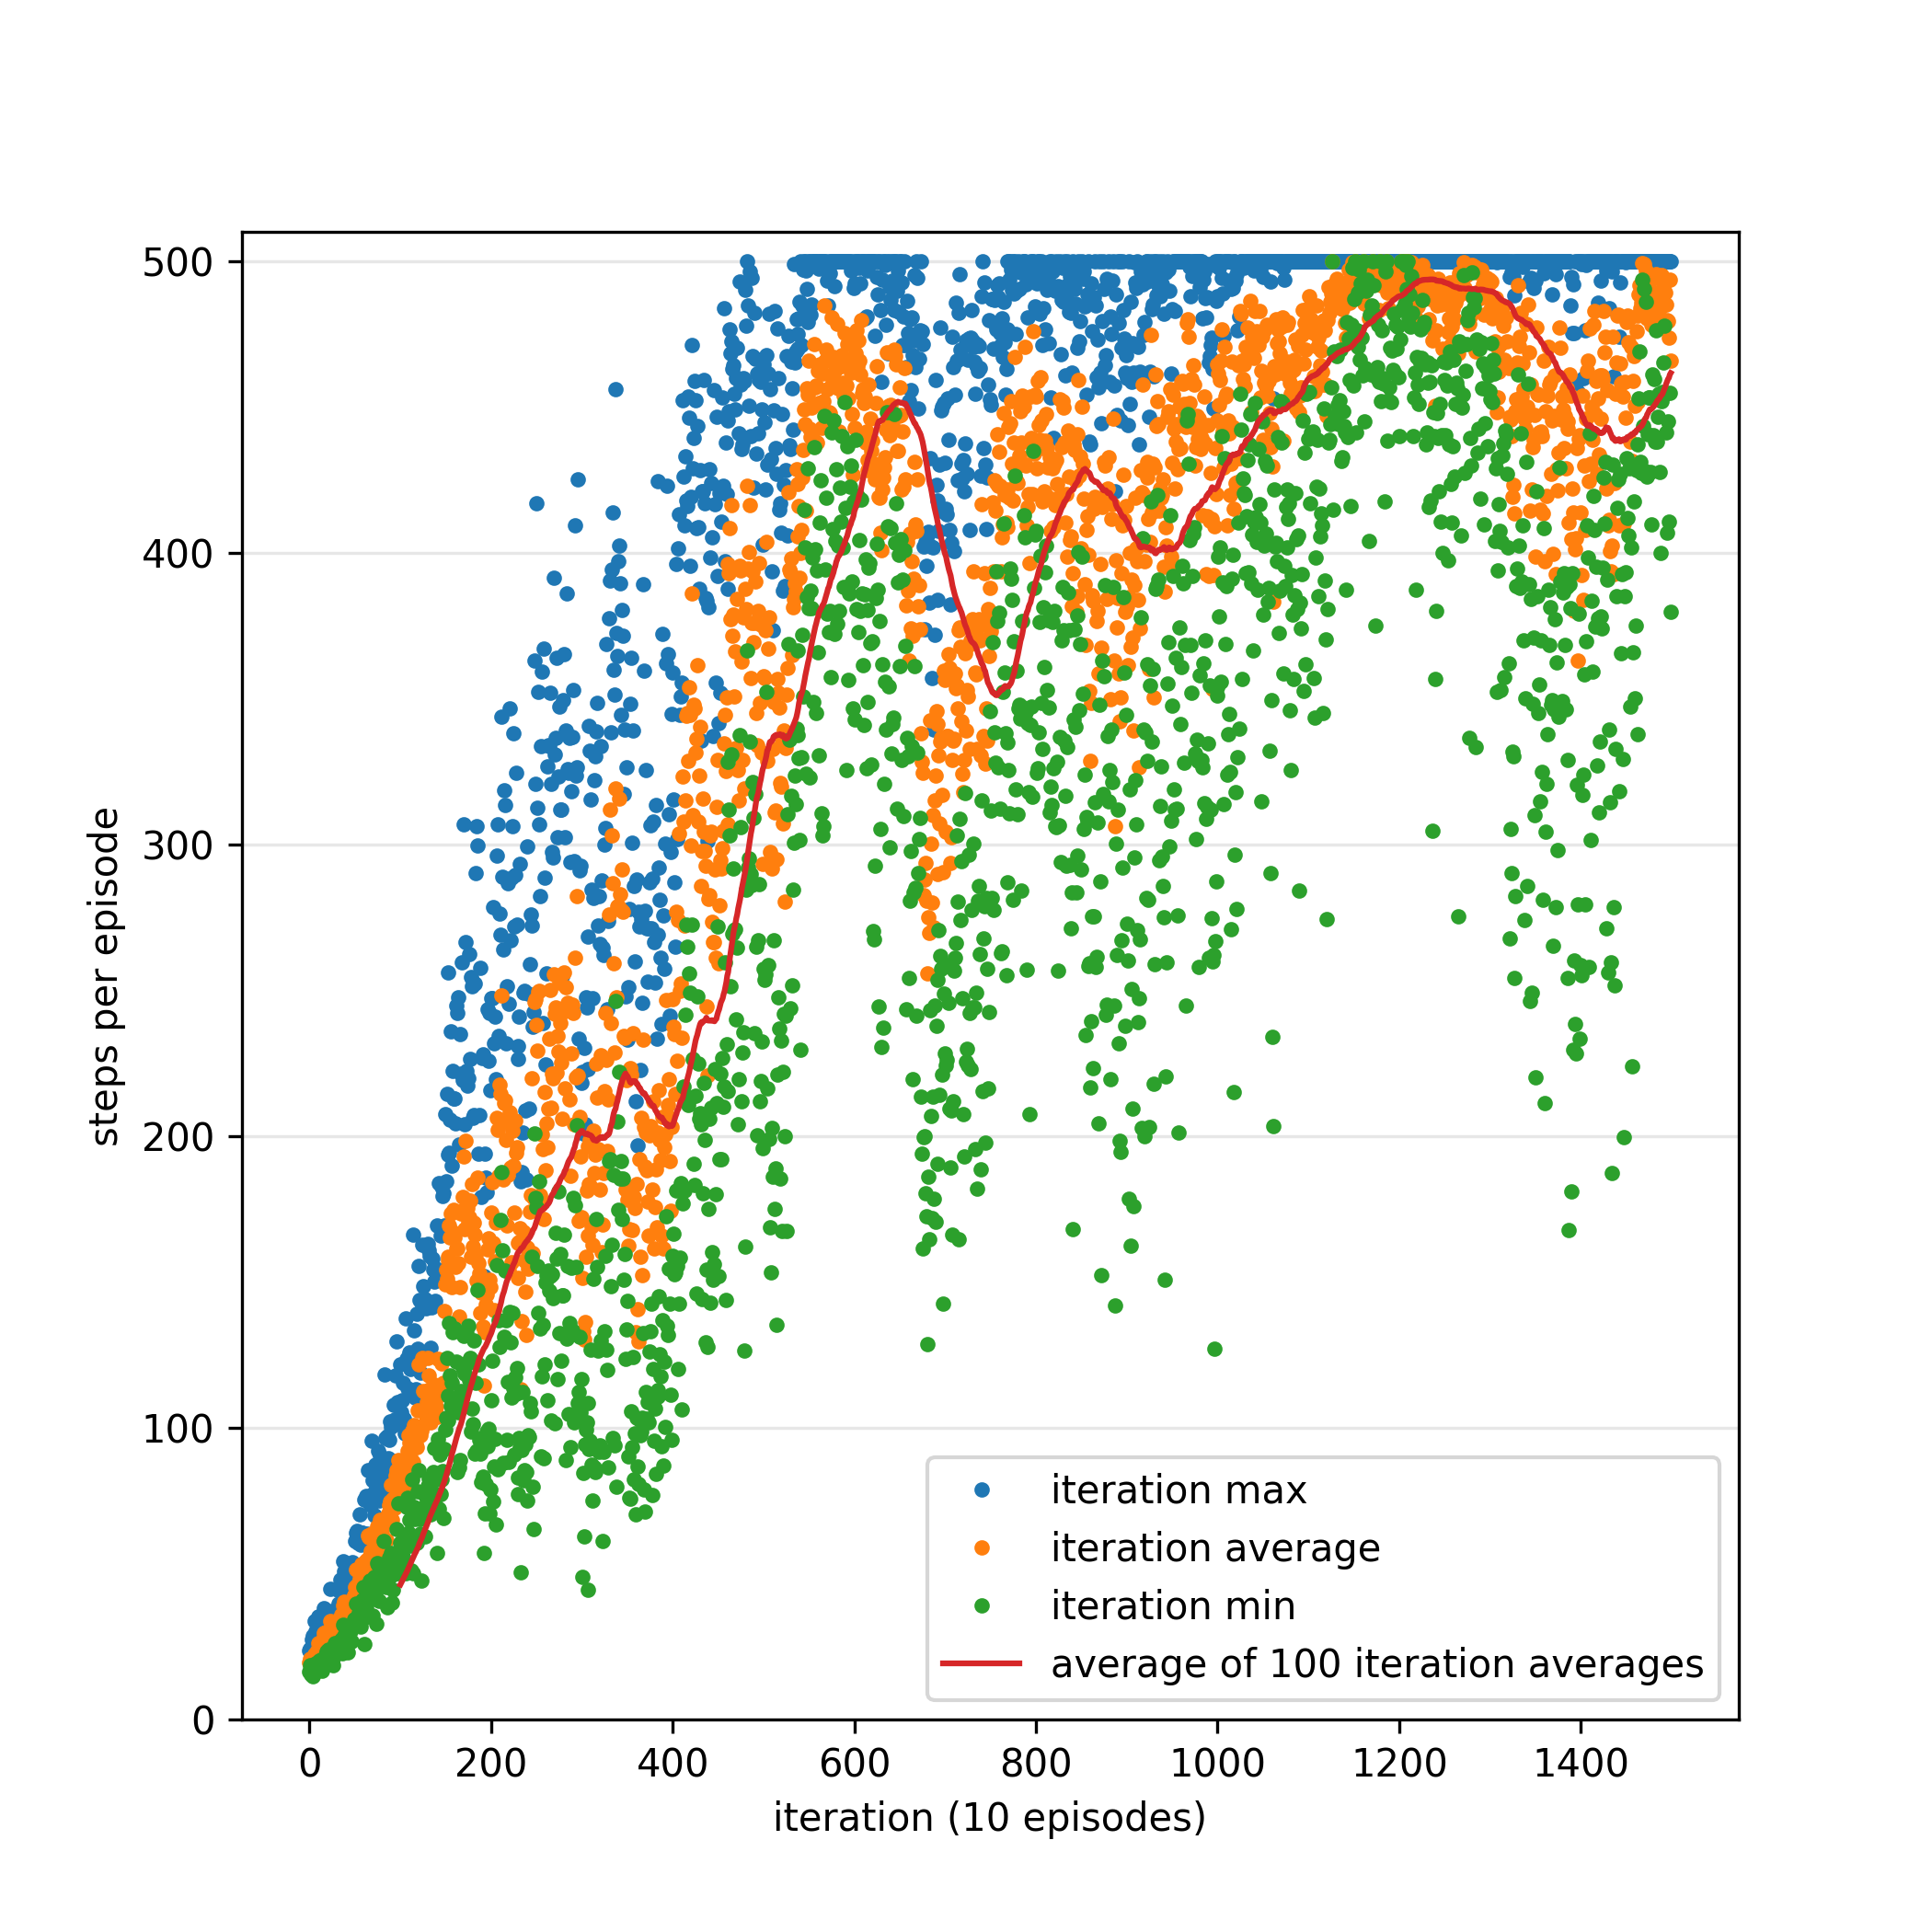 500
400
300
200
100
0
steps per episode
0 200 400 600 800 1000 1200 1400
iteration (10 episodes)
iteration max
iteration average
iteration min
average of 100 iteration averages